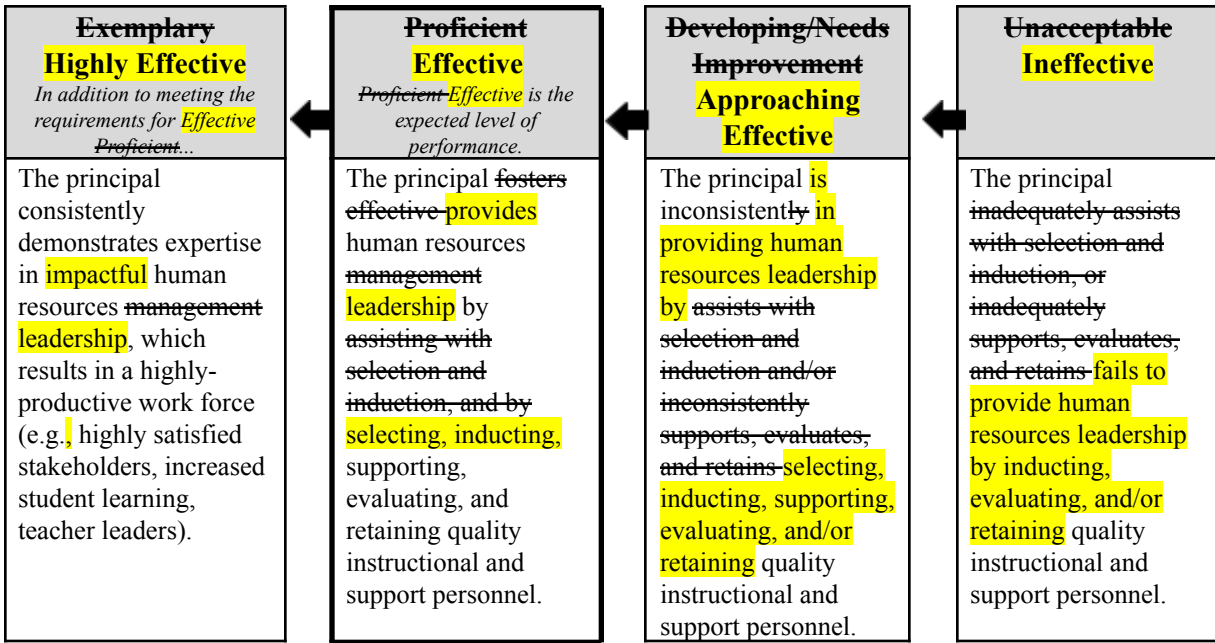 Exemplary
Highly Effective
In addition to meeting the
requirements for Effective
Proficient...
The principal
consistently
demonstrates expertise
in impactful human
resources management
leadership, which
results in a highly-
productive work force
(e.g., highly satisfied
stakeholders, increased
student learning,
teacher leaders).
Proficient
Effective
Proficient Effective is the
expected level of
performance.
The principal fosters
effective provides
human resources
management
leadership by
assisting with
selection and
induction, and by
selecting, inducting,
supporting,
evaluating, and
retaining quality
instructional and
support personnel.
Developing/Needs
Improvement
Approaching
Effective
The principal is
inconsistently in
providing human
resources leadership
by assists with
selection and
induction and/or
inconsistently
supports, evaluates,
and retains selecting,
inducting, supporting,
evaluating, and/or
retaining quality
instructional and
support personnel.
Unacceptable
Ineffective
The principal
inadequately assists
with selection and
induction, or
inadequately
supports, evaluates,
and retains fails to
provide human
resources leadership
by inducting,
evaluating, and/or
retaining quality
instructional and
support personnel.